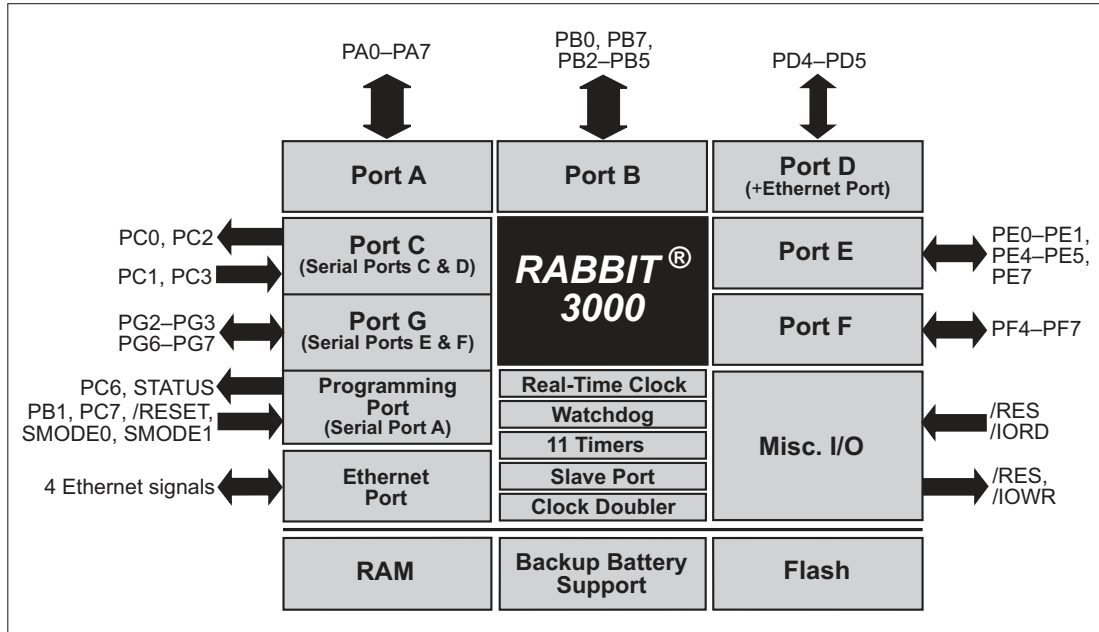 PA0–PA7
PB0, PB7,
PB2–PB5
PD4–PD5
Port A
Port B
Port D
(+Ethernet Port)
PC0, PC2
PC1, PC3
Port C
(Serial Ports C & D)
RABBIT ®
3000
Port E
PE0–PE1,
PE4–PE5,
PE7
PG2–PG3
PG6–PG7
Port G
(Serial Ports E & F)
Port F
PF4–PF7
PC6, STATUS
PB1, PC7, /RESET,
SMODE0, SMODE1
Programming
Port
(Serial Port A)
Real-Time Clock
Watchdog
11 Timers
Slave Port
Clock Doubler
Misc. I/O
/RES
/IORD
/RES,
/IOWR
4 Ethernet signals
Ethernet
Port
RAM
Backup Battery
Support
Flash